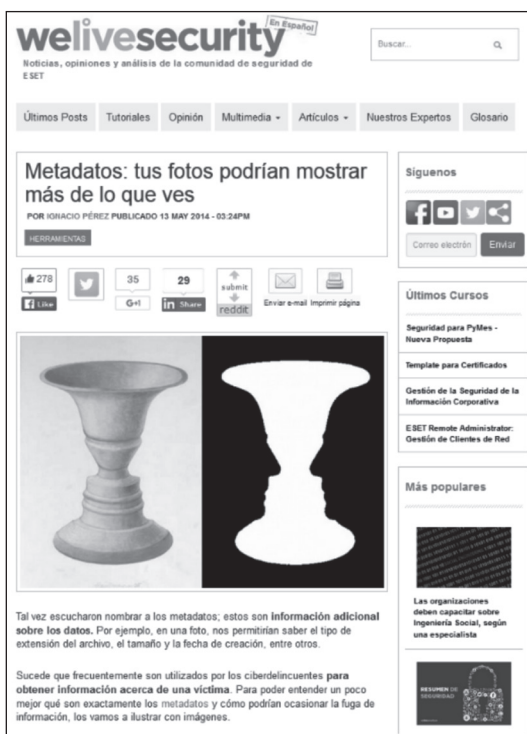 welivesecurity
En Español
Noticias, opiniones y análisis de la comunidad de seguridad de
ESET
Buscar...
Últimos Posts
Tutoriales
Opinión
Multimedia
Artículos
Nuestros Expertos
Glosario
Metadatos: tus fotos podrían mostrar
más de lo que ves
POR IGNACIO PÉREZ PUBLICADO 13 MAY 2014 - 03:24PM
HERRAMIENTAS
278
Like
35
G+1
29
in Share
submit
reddit
Enviar e-mail
Imprimir página
Tal vez escucharon nombrar a los metadatos; estos son información adicional
sobre los datos. Por ejemplo, en una foto, nos permitirían saber el tipo de
extensión del archivo, el tamaño y la fecha de creación, entre otros.
Sucede que frecuentemente son utilizados por los ciberdelincuentes para
obtener información acerca de una víctima. Para poder entender un poco
mejor qué son exactamente los metadatos y cómo podrían ocasionar la fuga de
información, los vamos a ilustrar con imágenes.
Síguenos
Correo electrón
Enviar
Últimos Cursos
Seguridad para PyMes -
Nueva Propuesta
Template para Certificados
Gestión de la Seguridad de la
Información Corporativa
ESET Remote Administrator:
Gestión de Clientes de Red
Más populares
Las organizaciones
deben capacitar sobre
Ingeniería Social, según
una especialista
RESUMEN DE
SEGURIDAD